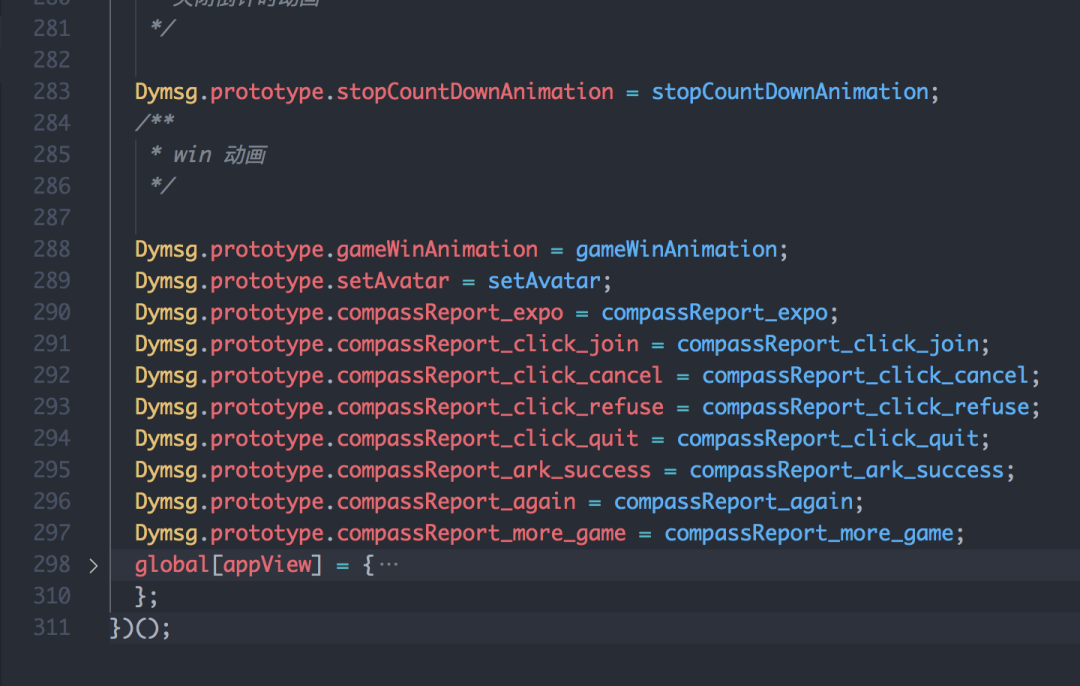 281 */
282
283 Dymsg.prototype.stopCountDownAnimation = stopCountDownAnimation;
284 /**
285 * win 动画
286 */
287
288 Dymsg.prototype.gameWinAnimation = gameWinAnimation;
289 Dymsg.prototype.setAvatar = setAvatar;
290 Dymsg.prototype.compassReport_expo = compassReport_expo;
291 Dymsg.prototype.compassReport_click_join = compassReport_click_join;
292 Dymsg.prototype.compassReport_click_cancel = compassReport_click_cancel;
293 Dymsg.prototype.compassReport_click_refuse = compassReport_click_refuse;
294 Dymsg.prototype.compassReport_click_quit = compassReport_click_quit;
295 Dymsg.prototype.compassReport_ark_success = compassReport_ark_success;
296 Dymsg.prototype.compassReport_again = compassReport_again;
297 Dymsg.prototype.compassReport_more_game = compassReport_more_game;
298 > global[appView] = {⋯
310 };
311 })();